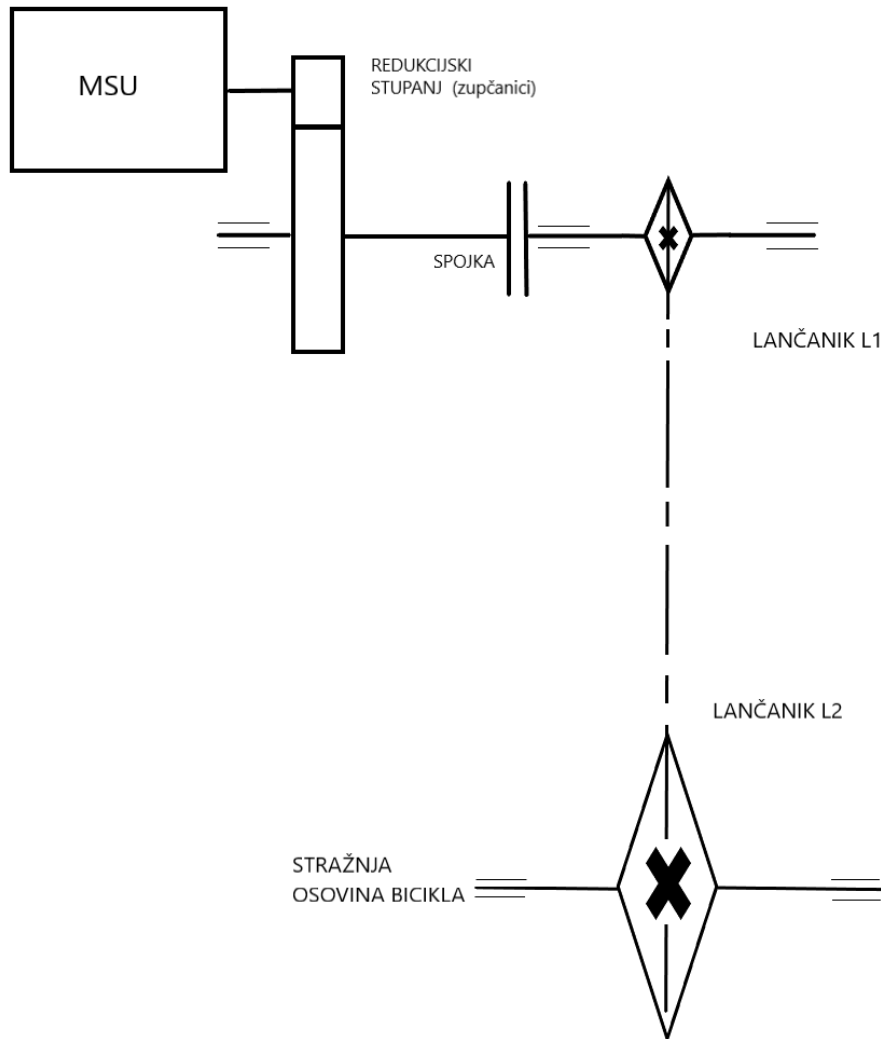 MSU
REDUKCIJSKI
STUPANJ (zupčanici)
SPOJKA
LANČANIK L1
LANČANIK L2
STRAŽNJA
OSOVINA BICIKLA